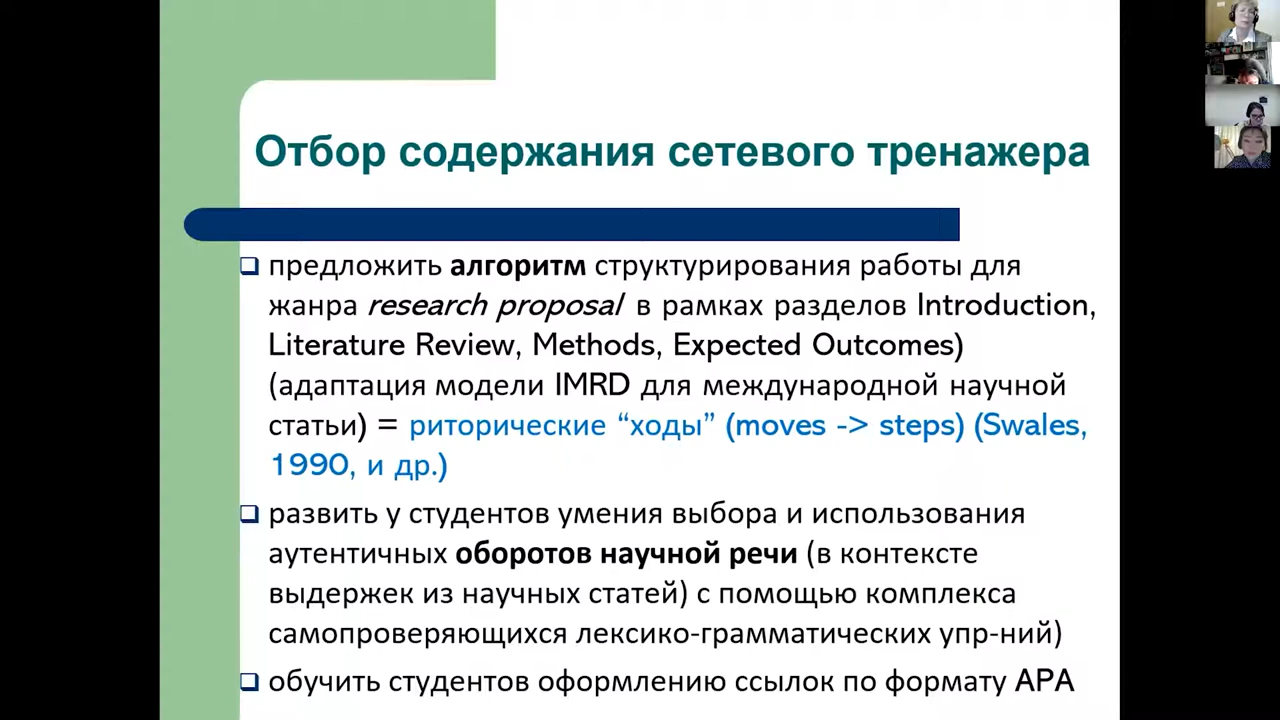 Отбор содержания сетевого тренажера
предложить алгоритм структурирования работы для
жанра research proposal в рамках разделов Introduction,
Literature Review, Methods, Expected Outcomes)
(адаптация модели IMRD для международной научной
статьи) = риторические “ходы” (moves -> steps) (Swales,
1990, и др.)
развить у студентов умения выбора и использования
аутентичных оборотов научной речи (в контексте
выдержек из научных статей) с помощью комплекса
самопроверяющихся лексико-грамматических упр-ний)
обучить студентов оформлению ссылок по формату APA